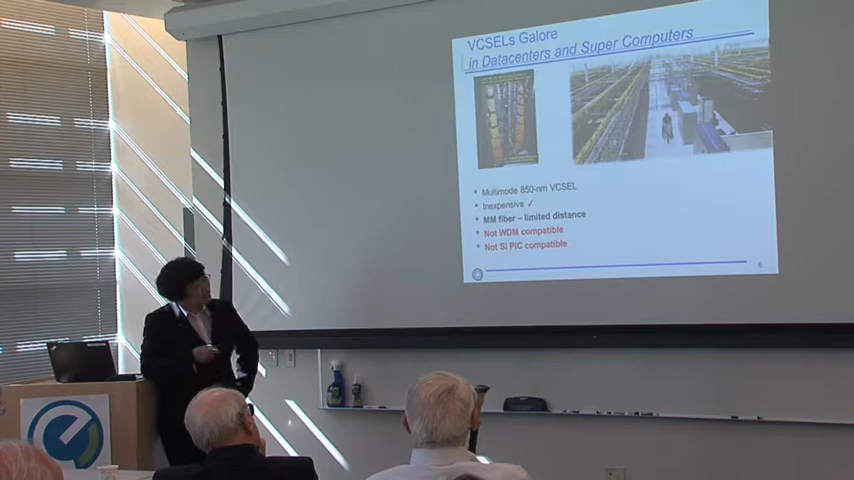 VCSELs Galore
in Datacenters and Super Computers
• Multimode 850-nm VCSEL
• Inexpensive ✓
• MM fiber – limited distance
• Not WDM compatible
• Not Si PIC compatible
6